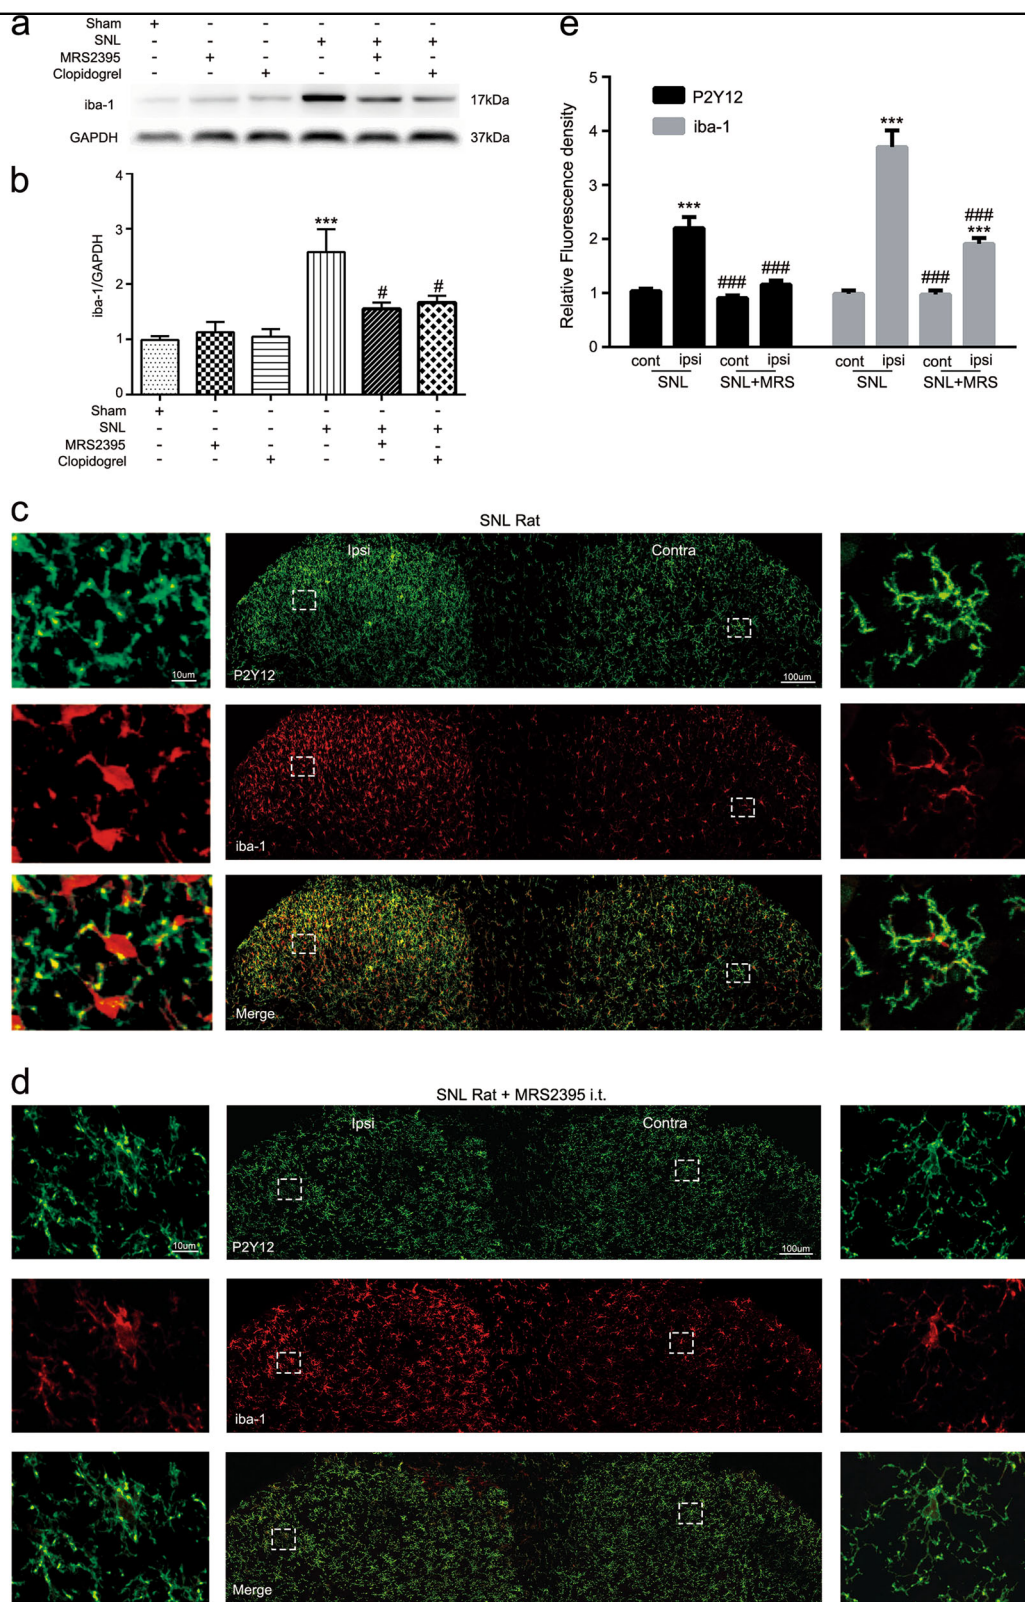 a
Sham + - - - - -
SNL - - - + + +
MRS2395 - + - - + -
Clopidogrel - - + - - +
iba-1 17kDa
GAPDH 37kDa
b
iba-1/GAPDH
4
3
2
1
0
***
#
#
Sham + - - - - -
SNL - - - + + +
MRS2395 - + - - + -
Clopidogrel - - + - - +
e
Relative Fluorescence density
5
4
3
2
1
0
P2Y12
iba-1
***
###
###
***
###
###
***
cont ipsi cont ipsi cont ipsi cont ipsi
SNL SNL+MRS SNL SNL+MRS
c
SNL Rat
Ipsi Contra
10um
P2Y12
100um
iba-1
Merge
d
SNL Rat + MRS2395 i.t.
Ipsi Contra
10um
P2Y12
100um
iba-1
Merge